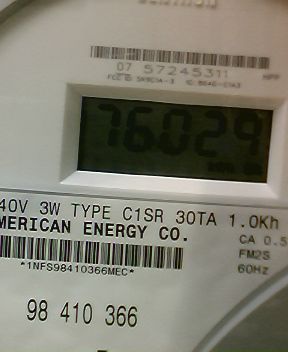 07 57245311
76029
40V 3W TYPE C1SR 30TA 1.0Kh
MERICAN ENERGY CO.
CA 0.5
FM2S
*1NFS98410366MEC*
60Hz
98 410 366